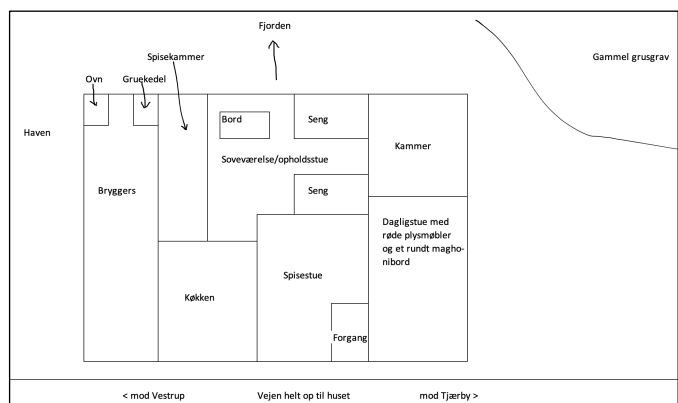 Fjorden
Spisekammer
Gammel grusgrav
Ovn
Gruekedel
Bord
Seng
Haven
Kammer
Soveværelse/opholdsstue
Bryggers
Seng
Dagligstue med
røde plysmøbler
og et rundt magho-
nibord
Spisestue
Køkken
Forgang
< mod Vestrup
Vejen helt op til huset
mod Tjærby >